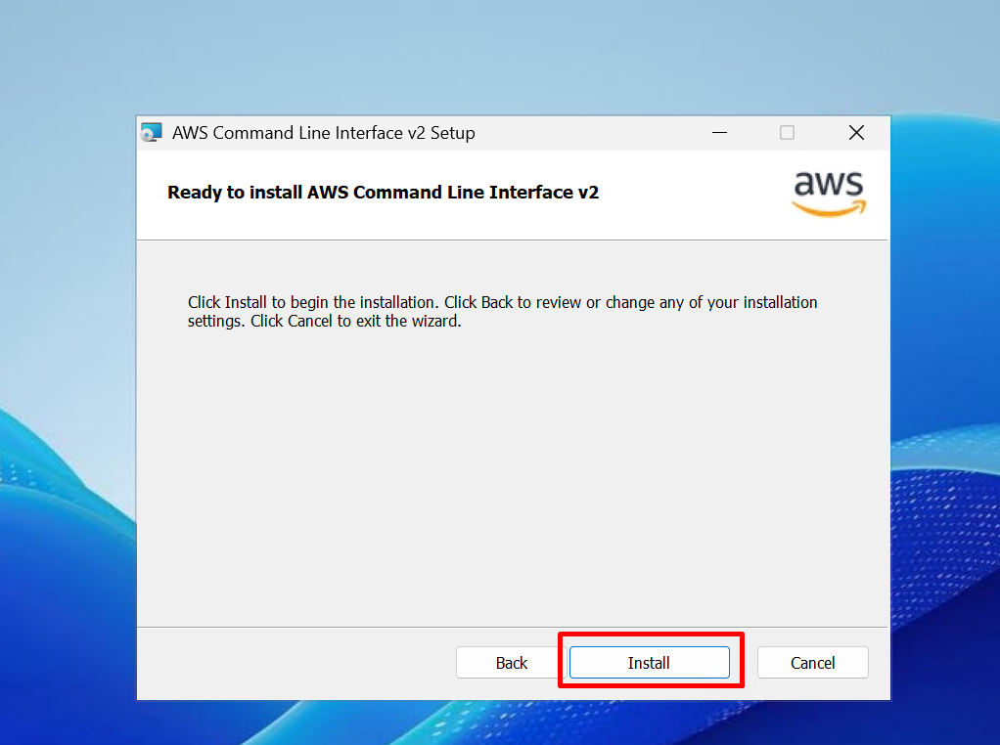 AWS Command Line Interface v2 Setup
Ready to install AWS Command Line Interface v2
aws
Click Install to begin the installation. Click Back to review or change any of your installation
settings. Click Cancel to exit the wizard.
Back Install Cancel